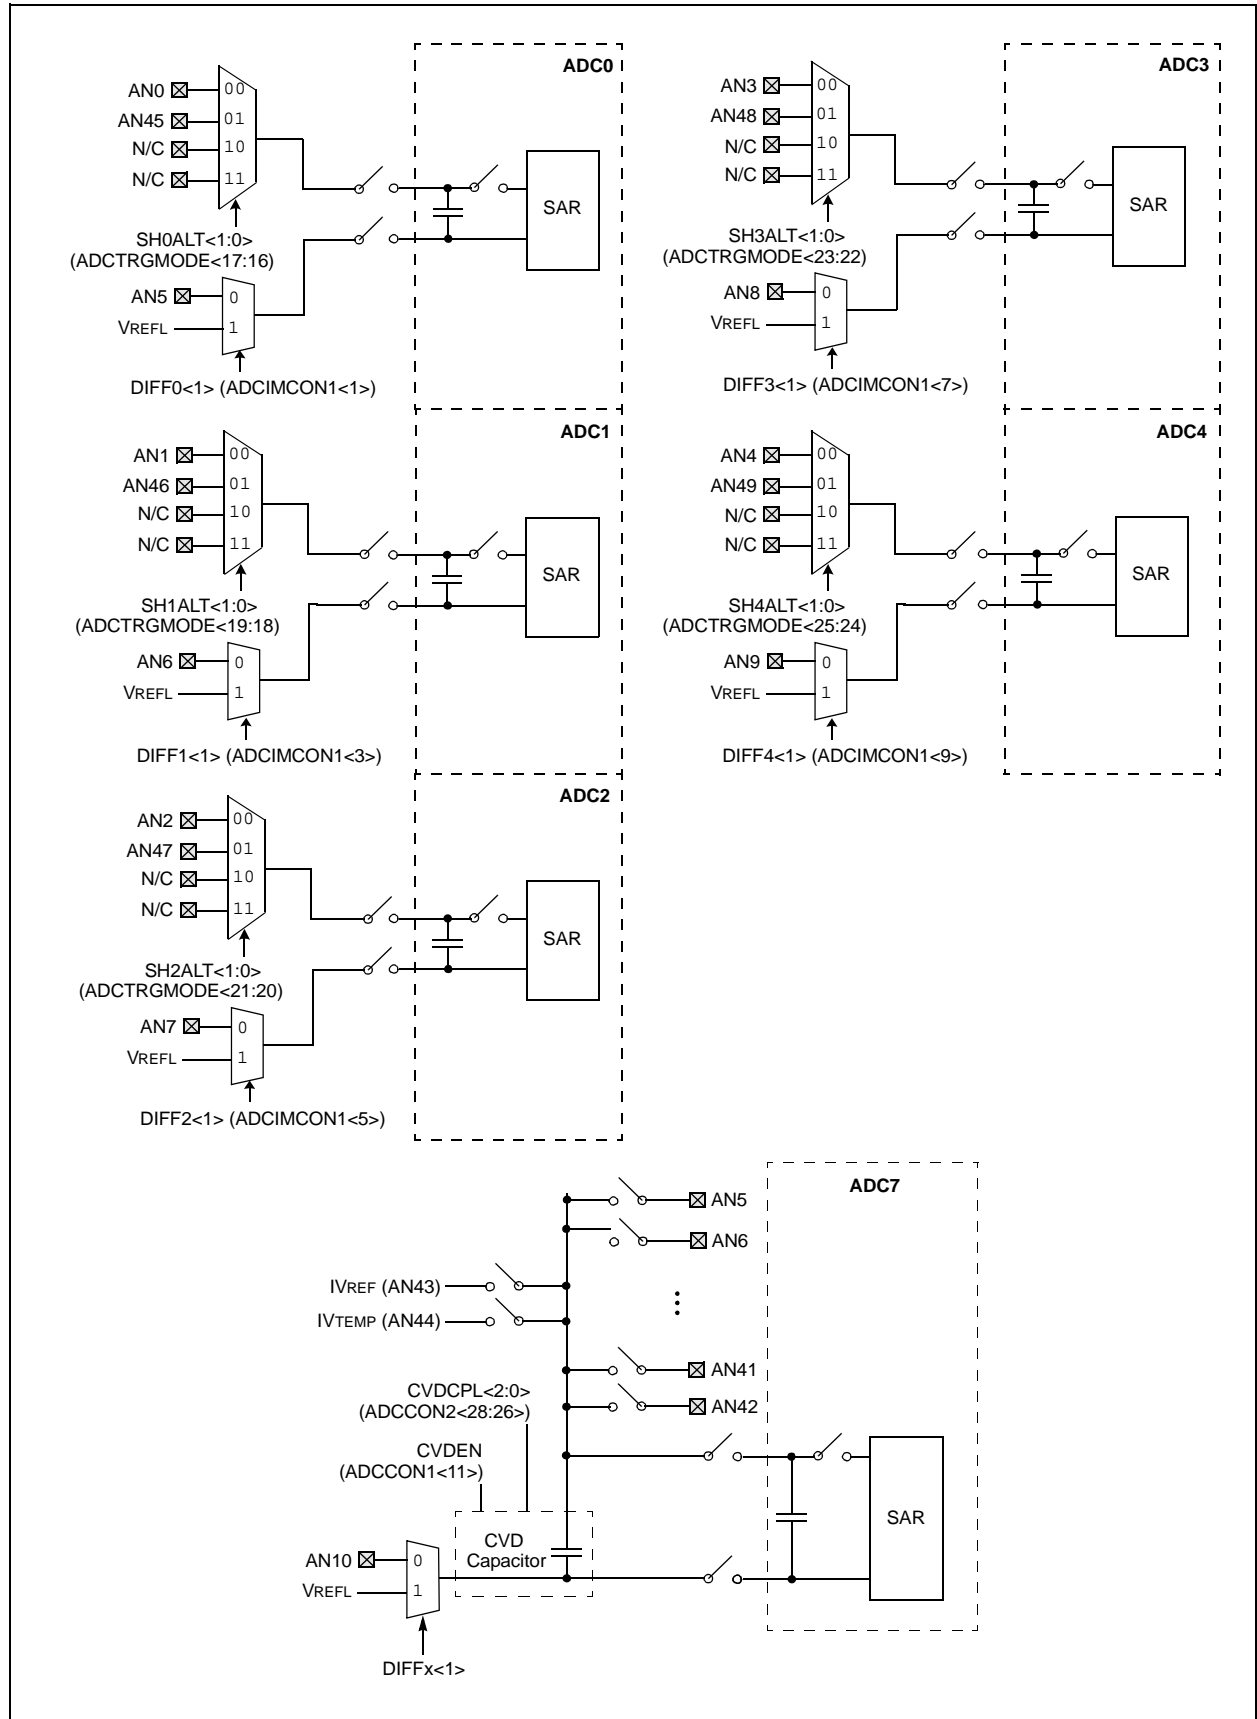 ADC0
AN0
00
AN45
01
N/C
10
N/C
11
SAR
SH0ALT<1:0>
(ADCTRGMODE<17:16)
AN5
0
VREFL
1
DIFF0<1> (ADCIMCON1<1>)
ADC3
AN3
00
AN48
01
N/C
10
N/C
11
SAR
SH3ALT<1:0>
(ADCTRGMODE<23:22)
AN8
0
VREFL
1
DIFF3<1> (ADCIMCON1<7>)
ADC1
AN1
00
AN46
01
N/C
10
N/C
11
SAR
SH1ALT<1:0>
(ADCTRGMODE<19:18)
AN6
0
VREFL
1
DIFF1<1> (ADCIMCON1<3>)
ADC4
AN4
00
AN49
01
N/C
10
N/C
11
SAR
SH4ALT<1:0>
(ADCTRGMODE<25:24)
AN9
0
VREFL
1
DIFF4<1> (ADCIMCON1<9>)
ADC2
AN2
00
AN47
01
N/C
10
N/C
11
SAR
SH2ALT<1:0>
(ADCTRGMODE<21:20)
AN7
0
VREFL
1
DIFF2<1> (ADCIMCON1<5>)
ADC7
AN5
AN6
IVREF (AN43)
IVTEMP (AN44)
AN41
AN42
CVDCPL<2:0>
(ADCCON2<28:26>)
CVDEN
(ADCCON1<11>)
SAR
CVD
Capacitor
AN10
0
VREFL
1
DIFFx<1>